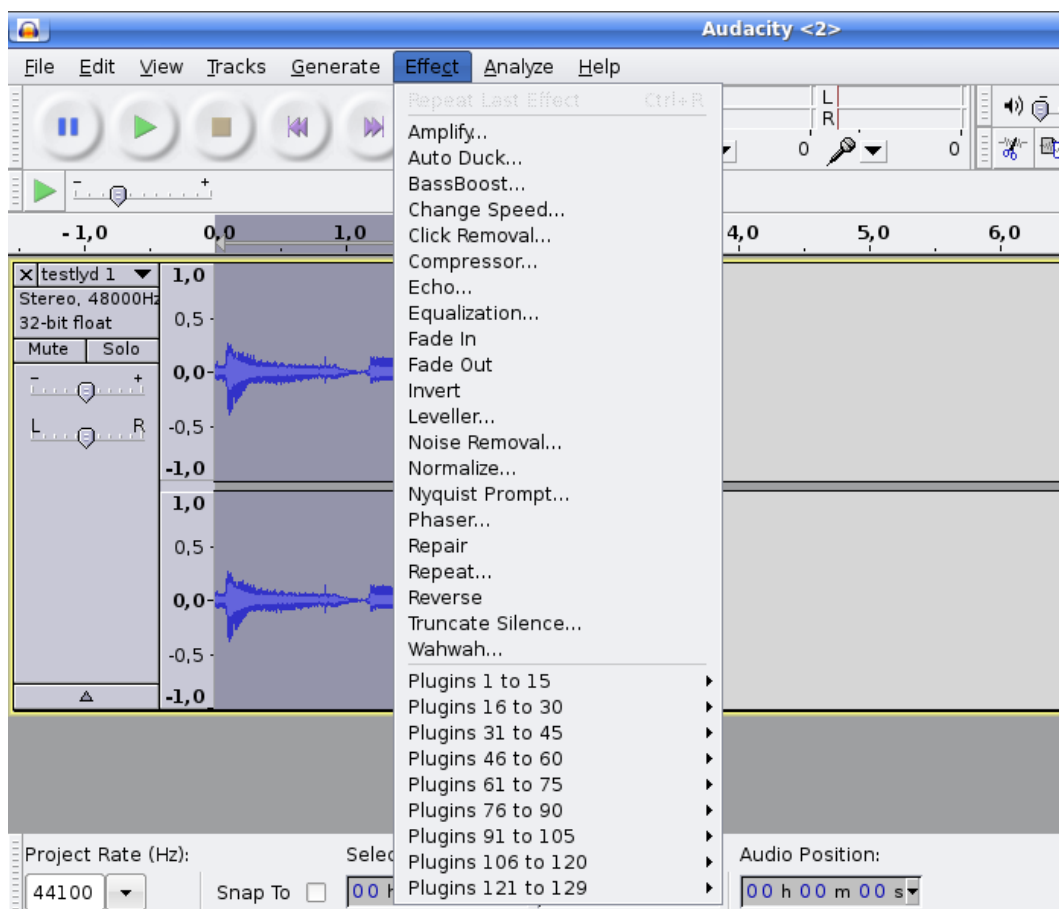 Audacity <2>
File Edit View Tracks Generate Effect Analyze Help
Repeat Last Effect Ctrl+R
Amplify...
Auto Duck...
BassBoost...
Change Speed...
Click Removal...
Compressor...
Echo...
Equalization...
Fade In
Fade Out
Invert
Leveller...
Noise Removal...
Normalize...
Nyquist Prompt...
Phaser...
Repair
Repeat...
Reverse
Truncate Silence...
Wahwah...
Plugins 1 to 15
Plugins 16 to 30
Plugins 31 to 45
Plugins 46 to 60
Plugins 61 to 75
Plugins 76 to 90
Plugins 91 to 105
Plugins 106 to 120
Plugins 121 to 129
L
R
0 0
- +
- 1,0 0,0 1,0 4,0 5,0 6,0
testlyd 1
Stereo, 48000Hz
32-bit float
Mute Solo
- +
L R
1,0
0,5
0,0
-0,5
-1,0
1,0
0,5
0,0
-0,5
-1,0
Project Rate (Hz):
44100
Snap To
Selec
00 h
Audio Position:
00 h 00 m 00 s